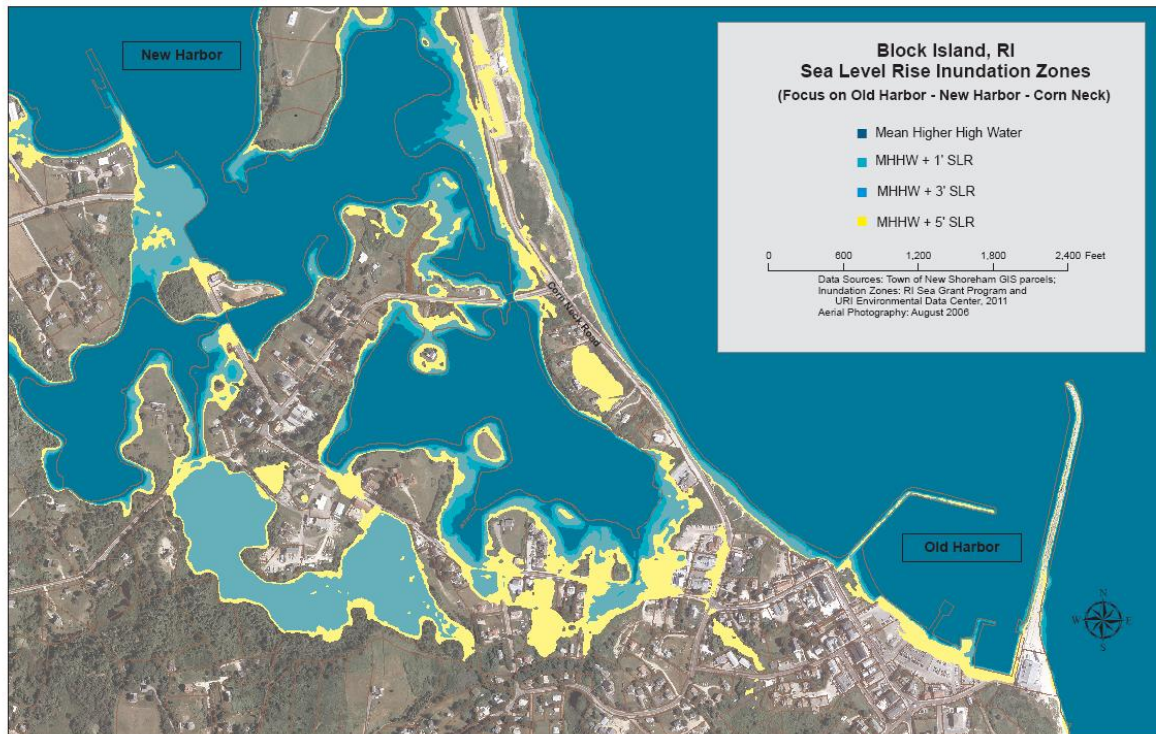 New Harbor
Block Island, RI
Sea Level Rise Inundation Zones
(Focus on Old Harbor - New Harbor - Corn Neck)
Mean Higher High Water
MHHW + 1' SLR
MHHW + 3' SLR
MHHW + 5' SLR
0 600 1,200 1,800 2,400 Feet
Data Sources: Town of New Shoreham GIS parcels;
Inundation Zones: RI Sea Grant Program and
URI Environmental Data Center, 2011
Aerial Photography: August 2006
Corn Neck Road
Old Harbor
N
W E
S